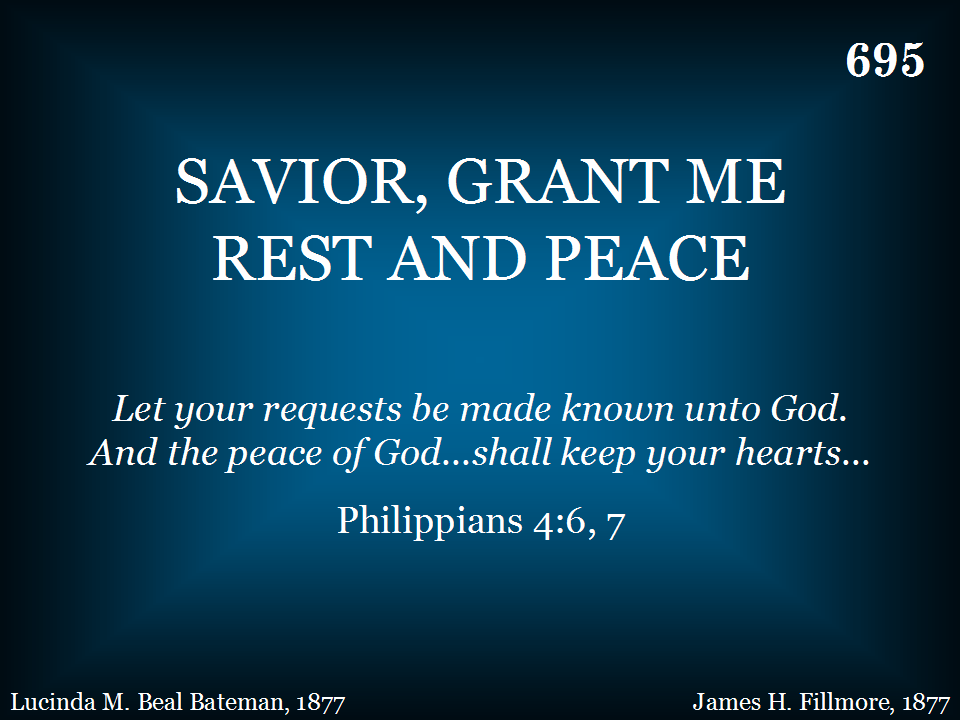 695
SAVIOR, GRANT ME
REST AND PEACE
Let your requests be made known unto God.
And the peace of God...shall keep your hearts...
Philippians 4:6, 7
Lucinda M. Beal Bateman, 1877
James H. Fillmore, 1877